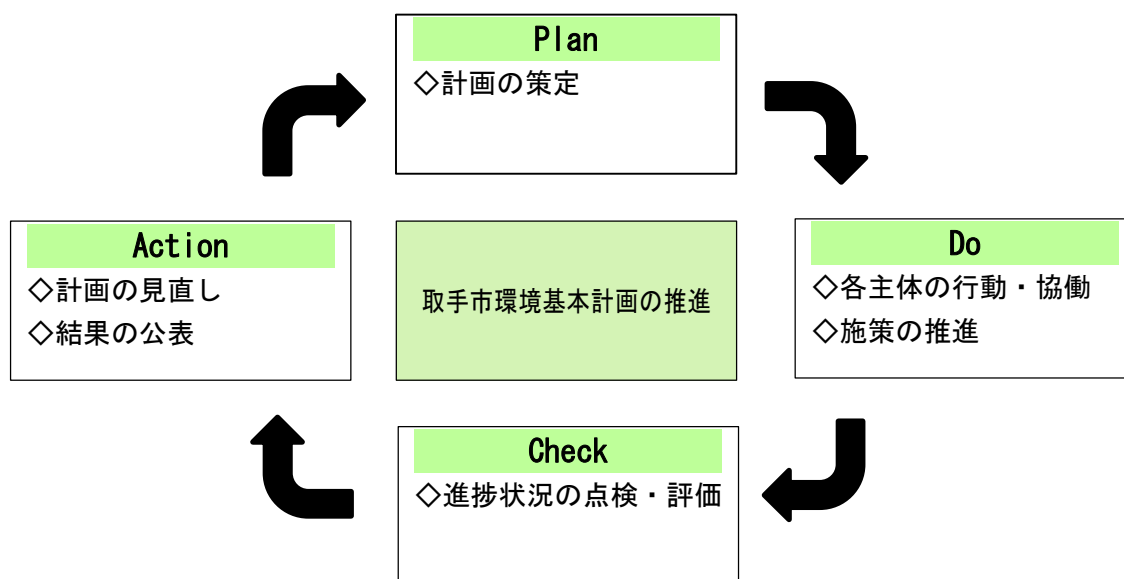 Plan
◇計画の策定
Action
◇計画の見直し
◇結果の公表
取手市環境基本計画の推進
Do
◇各主体の行動・協働
◇施策の推進
Check
◇進捗状況の点検・評価